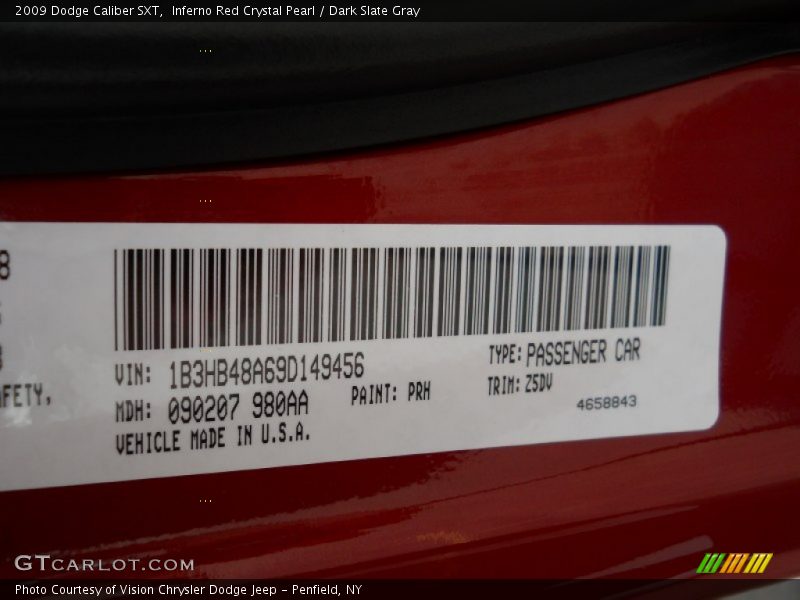 2009 Dodge Caliber SXT,  Inferno Red Crystal Pearl / Dark Slate Gray
8
AFETY,
VIN: 1B3HB48A69D149456
TYPE: PASSENGER CAR
MDH: 090207 980AA
PAINT: PRH
TRIM: Z5DV
4658843
VEHICLE MADE IN U.S.A.
GTCARLOT.COM
Photo Courtesy of Vision Chrysler Dodge Jeep – Penfield, NY